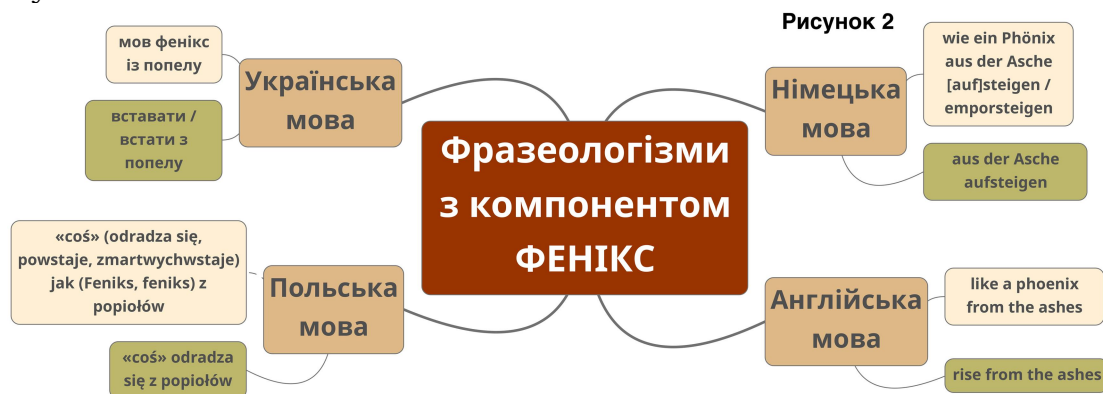 Рисунок 2
мов фенікс
із попелу
Українська
мова
вставати /
встати з
попелу
Фразеологізми
з компонентом
ФЕНІКС
wie ein Phönix
aus der Asche
[auf]steigen /
emporsteigen
Німецька
мова
aus der Asche
aufsteigen
«coś» (odradza się,
powstaje, zmartwychwstaje)
jak (Feniks, feniks) z
popiołów
Польська
мова
«coś» odradza
się z popiołów
like a phoenix
from the ashes
Англійська
мова
rise from the ashes